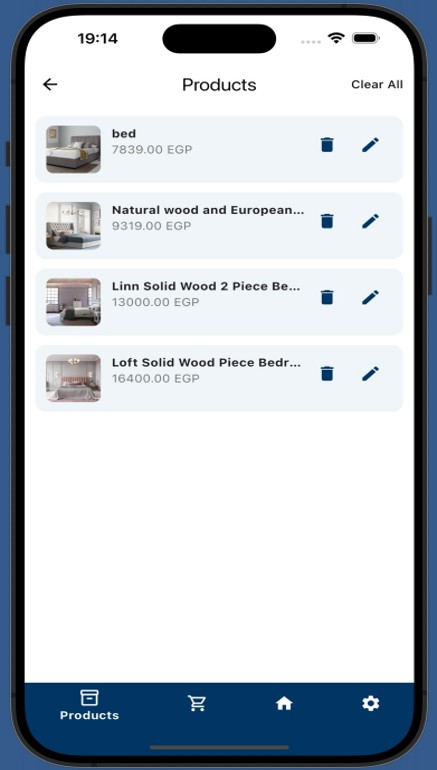 19:14
Products
Clear All
bed
7839.00 EGP
Natural wood and European...
9319.00 EGP
Linn Solid Wood 2 Piece Be...
13000.00 EGP
Loft Solid Wood Piece Bedr...
16400.00 EGP
Products